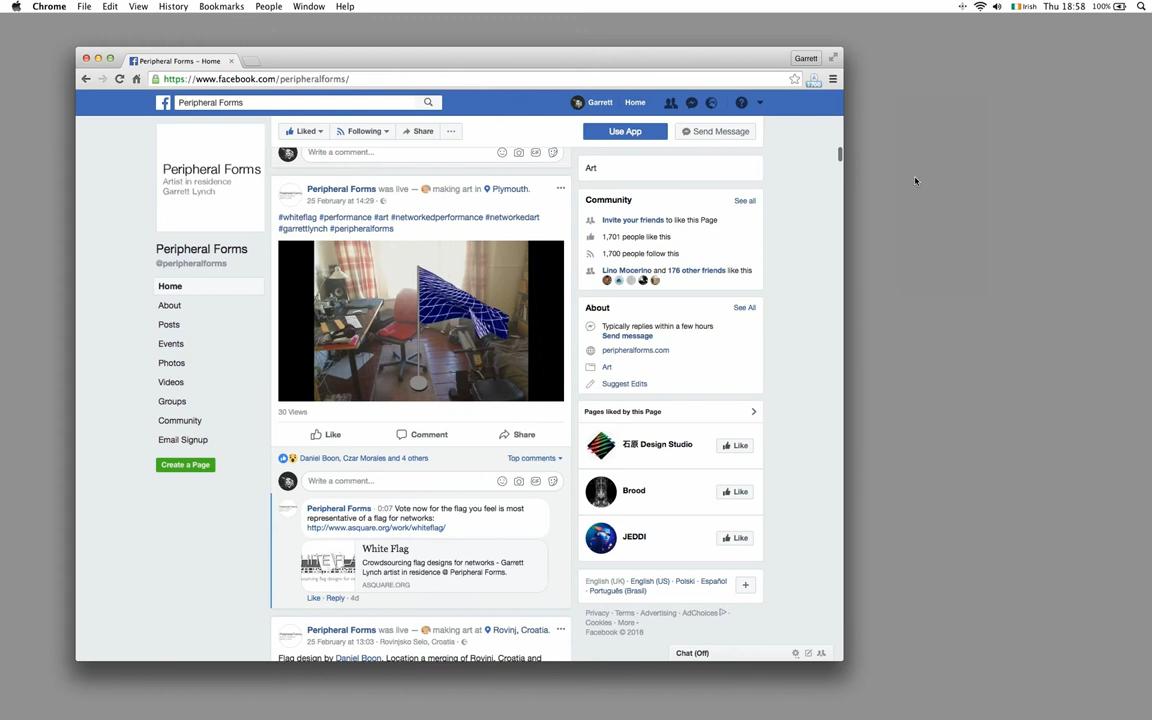 Chrome File Edit View History Bookmarks People Window Help Irish Thu 18:58 100%
Peripheral Forms – Home Garrett
https://www.facebook.com/peripheralforms/
Peripheral Forms Garrett Home
Peripheral Forms
Artist in residence
Garrett Lynch
Peripheral Forms
@peripheralforms
Home
About
Posts
Events
Photos
Videos
Groups
Community
Email Signup
Create a Page
Liked Following Share Use App Send Message
Write a comment...
Peripheral Forms was live — making art in Plymouth.
25 February at 14:29
#whiteflag #performance #art #networkedperformance #networkedart
#garrettlynch #peripheralforms
30 Views
Like Comment Share
Daniel Boon, Czar Morales and 4 others Top comments
Write a comment...
Peripheral Forms · 0:07 Vote now for the flag you feel is most
representative of a flag for networks:
http://www.asquare.org/work/whiteflag/
White Flag
Crowdsourcing flag designs for networks - Garrett
Lynch artist in residence @ Peripheral Forms.
ASQUARE.ORG
Like · Reply · 4d
Peripheral Forms was live — making art at Rovinj, Croatia.
25 February at 13:03 · Rovinjsko Selo, Croatia
Flag design by Daniel Boon. Location a merging of Rovinj, Croatia and
Art
Community See all
Invite your friends to like this Page
1,701 people like this
1,700 people follow this
Lino Mocerino and 176 other friends like this
About See All
Typically replies within a few hours
Send message
peripheralforms.com
Art
Suggest Edits
Pages liked by this Page
石原 Design Studio Like
Brood Like
JEDDI Like
English (UK) · English (US) · Polski · Español ·
Português (Brasil)
Privacy · Terms · Advertising · AdChoices ·
Cookies · More
Facebook © 2018
Chat (Off)